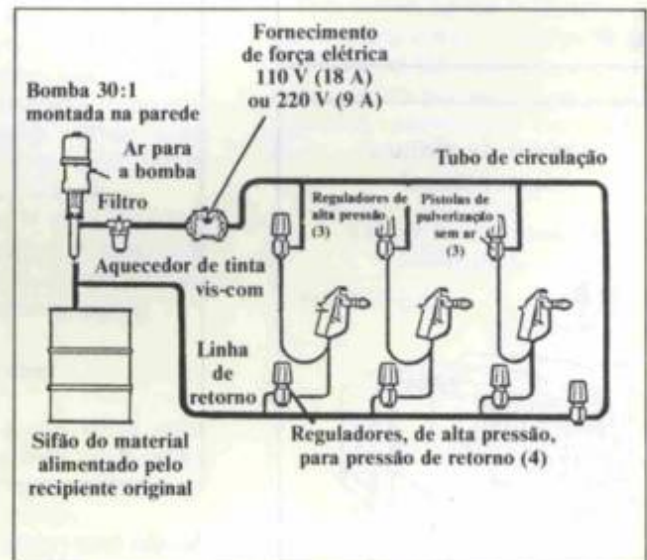 Fornecimento
de força elétrica
110 V (18 A)
ou 220 V (9 A)
Bomba 30:1
montada na parede
Ar para
a bomba
Filtro
Tubo de circulação
Reguladores de
alta pressão
(3)
Pistolas de
pulverização
sem ar
(3)
Aquecedor de tinta
vis-com
Linha
de
retorno
Sifão do material
alimentado pelo
recipiente original
Reguladores, de alta pressão,
para pressão de retorno (4)